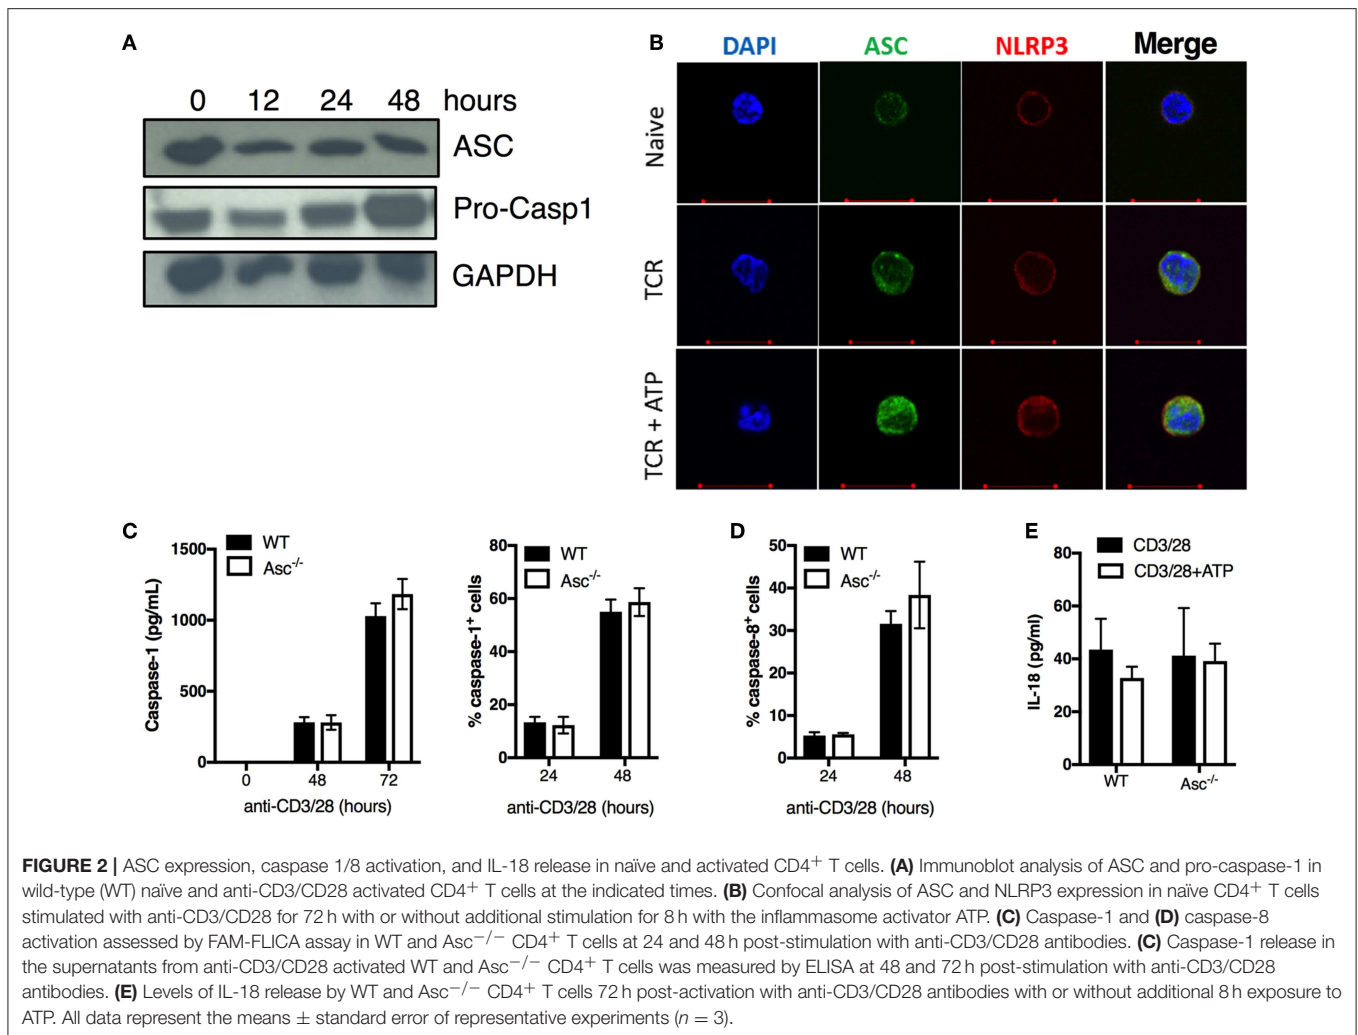 A
0 12 24 48 hours
ASC
Pro-Casp1
GAPDH
B
DAPI ASC NLRP3 Merge
Naive
TCR
TCR + ATP
C
WT
Asc-/-
Caspase-1 (pg/mL)
1500
1000
500
0
0 48 72
anti-CD3/28 (hours)
WT
Asc-/-
% caspase-1+ cells
80
60
40
20
0
24 48
anti-CD3/28 (hours)
D
WT
Asc-/-
% caspase-8+ cells
50
40
30
20
10
0
24 48
anti-CD3/28 (hours)
E
CD3/28
CD3/28+ATP
IL-18 (pg/ml)
80
60
40
20
0
WT Asc-/-
FIGURE 2 | ASC expression, caspase 1/8 activation, and IL-18 release in naïve and activated CD4+ T cells. (A) Immunoblot analysis of ASC and pro-caspase-1 in
wild-type (WT) naïve and anti-CD3/CD28 activated CD4+ T cells at the indicated times. (B) Confocal analysis of ASC and NLRP3 expression in naïve CD4+ T cells
stimulated with anti-CD3/CD28 for 72 h with or without additional stimulation for 8 h with the inflammasome activator ATP. (C) Caspase-1 and (D) caspase-8
activation assessed by FAM-FLICA assay in WT and Asc−/− CD4+ T cells at 24 and 48 h post-stimulation with anti-CD3/CD28 antibodies. (C) Caspase-1 release in
the supernatants from anti-CD3/CD28 activated WT and Asc−/− CD4+ T cells was measured by ELISA at 48 and 72 h post-stimulation with anti-CD3/CD28
antibodies. (E) Levels of IL-18 release by WT and Asc−/− CD4+ T cells 72 h post-activation with anti-CD3/CD28 antibodies with or without additional 8 h exposure to
ATP. All data represent the means ± standard error of representative experiments (n = 3).